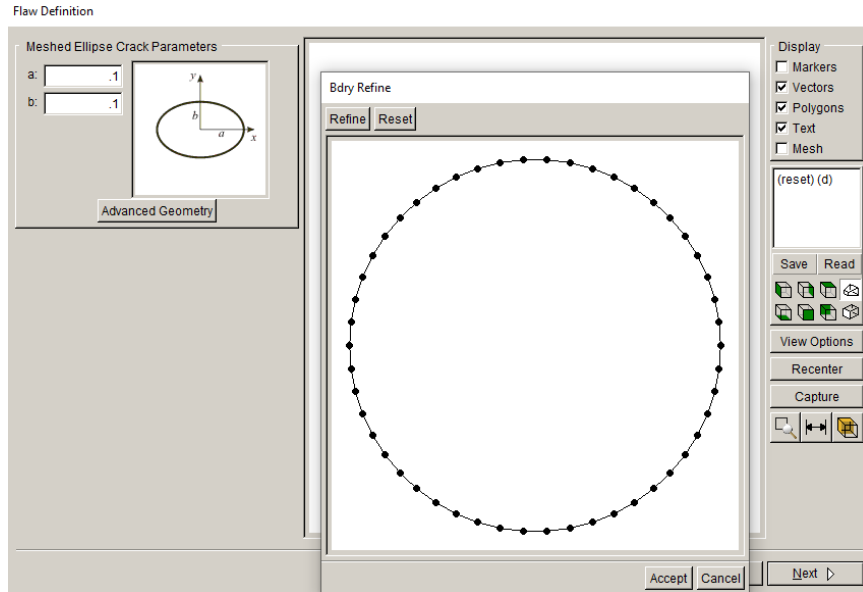 Flaw Definition
Meshed Ellipse Crack Parameters
a: .1
b: .1
y
b
a
x
Advanced Geometry
Bdry Refine
Refine Reset
Accept Cancel
Display
Markers
Vectors
Polygons
Text
Mesh
(reset) (d)
Save Read
View Options
Recenter
Capture
Next